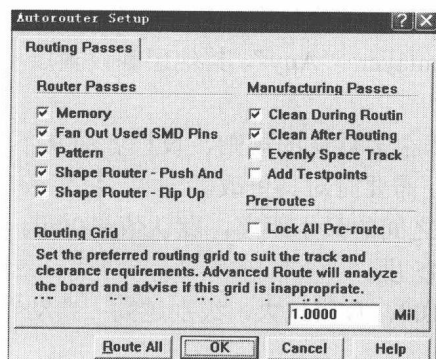 Autorouter Setup
Routing Passes
Router Passes
Memory
Fan Out Used SMD Pins
Pattern
Shape Router - Push And
Shape Router - Rip Up
Manufacturing Passes
Clean During Routin
Clean After Routing
Evenly Space Track
Add Testpoints
Pre-routes
Lock All Pre-route
Routing Grid
Set the preferred routing grid to suit the track and
clearance requirements. Advanced Route will analyze
the board and advise if this grid is inappropriate.
1.0000 Mil
Route All OK Cancel Help